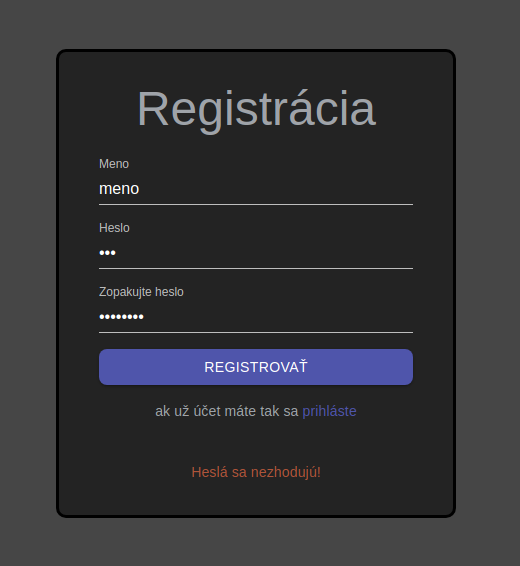 Registrácia
Meno
meno
Heslo
•••
Zopakujte heslo
••••••••
REGISTROVAŤ
ak už účet máte tak sa prihláste
Heslá sa nezhodujú!